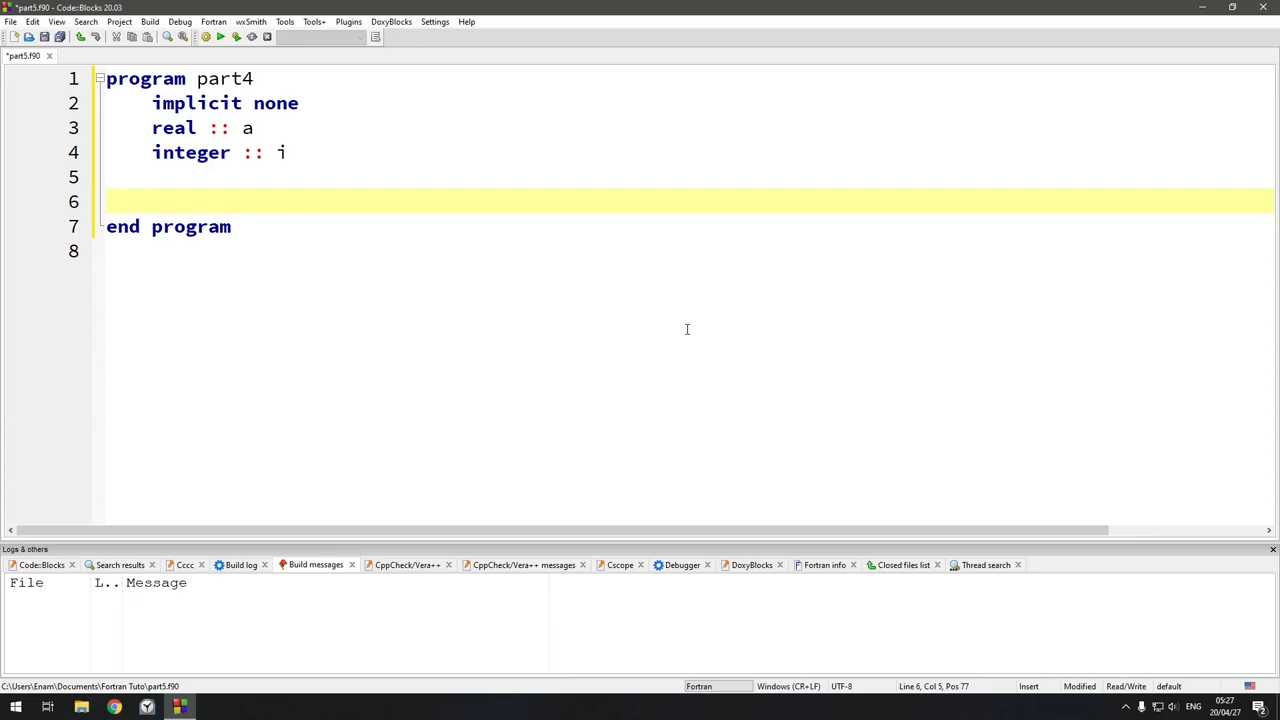 *part5.f90 - Code::Blocks 20.03
File Edit View Search Project Build Debug Fortran wxSmith Tools Tools+ Plugins DoxyBlocks Settings Help
*part5.f90
1 program part4
2 implicit none
3 real :: a
4 integer :: i
5
6
7 end program
8
Logs & others
Code::Blocks Search results Cccc Build log Build messages CppCheck/Vera++ CppCheck/Vera++ messages Cscope Debugger DoxyBlocks Fortran info Closed files list Thread search
File L.. Message
C:\Users\Enam\Documents\Fortran Tuto\part5.f90 Fortran Windows (CR+LF) UTF-8 Line 6, Col 5, Pos 77 Insert Modified Read/Write default
ENG 05:27
20/04/27 2